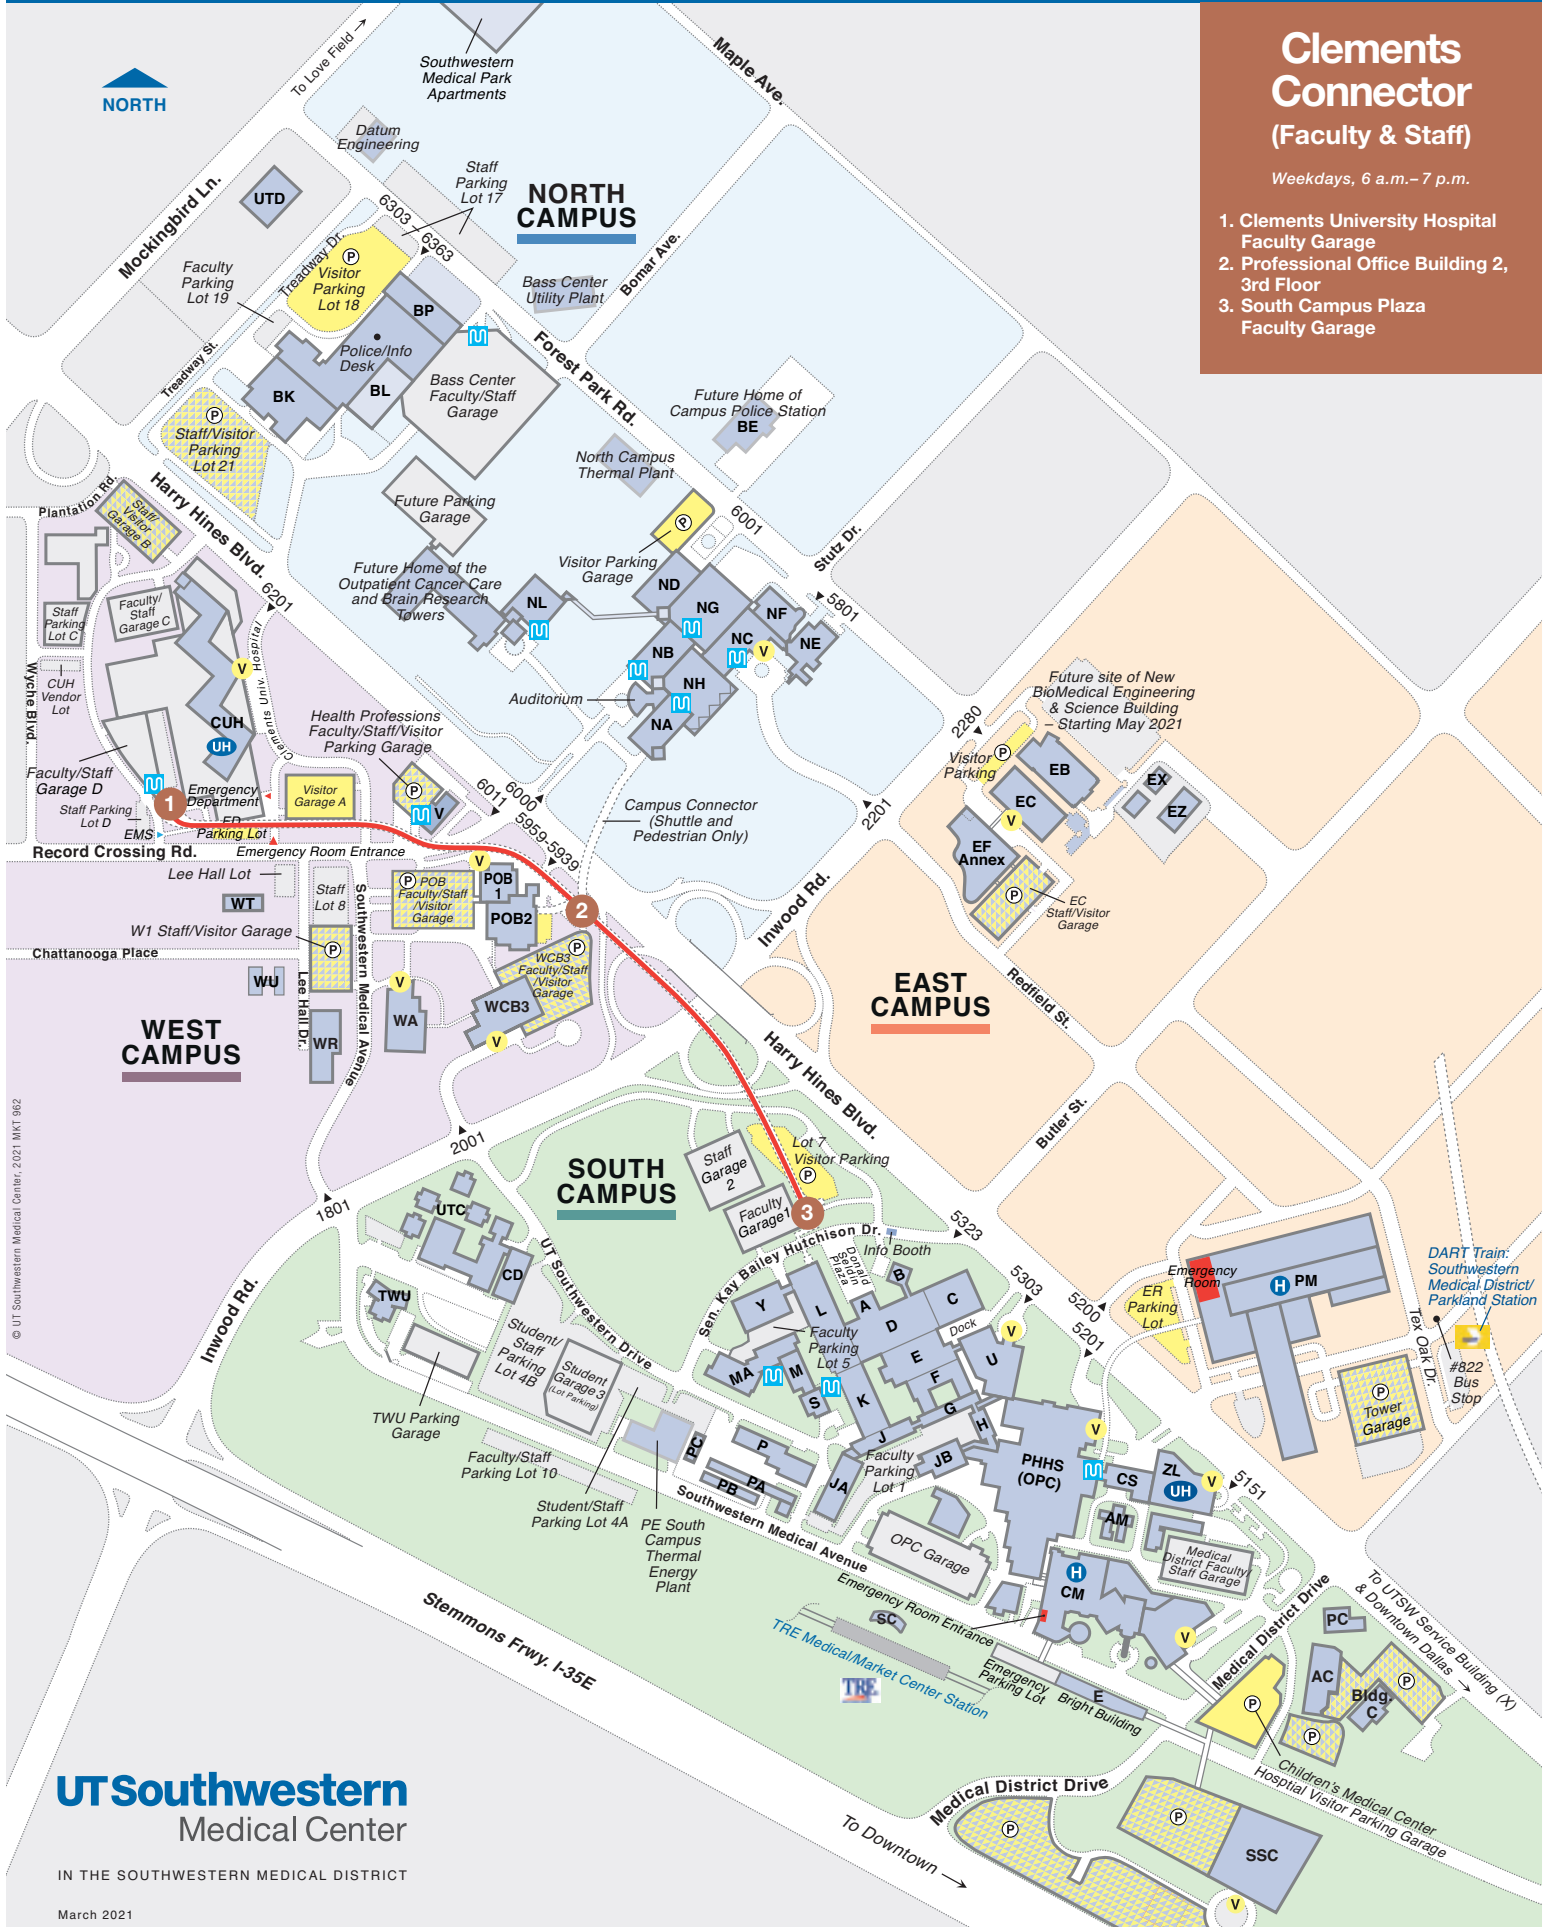 Clements
Connector
(Faculty & Staff)
Weekdays, 6 a.m.– 7 p.m.
1. Clements University Hospital
Faculty Garage
2. Professional Office Building 2,
3rd Floor
3. South Campus Plaza
Faculty Garage
NORTH
To Love Field
Southwestern
Medical Park
Apartments
Maple Ave.
Datum
Engineering
Staff
Parking
Lot 17
NORTH
CAMPUS
Mockingbird Ln.
UTD
6303 – 6363
Treadway Dr.
P
Visitor
Parking
Lot 18
Faculty
Parking
Lot 19
Bomar Ave.
Bass Center
Utility Plant
BP
Police/Info
Desk
BL
BK
Bass Center
Faculty/Staff
Garage
Forest Park Rd.
Treadway St.
P
Staff/Visitor
Parking
Lot 21
Future Home of
Campus Police Station
BE
North Campus
Thermal Plant
Future Parking
Garage
Plantation Rd.
Staff/
Visitor
Garage B
Harry Hines Blvd.
6201
P
6001
Stutz Dr.
Visitor Parking
Garage
5801
Future Home of the
Outpatient Cancer Care
and Brain Research
Towers
NL
ND
NG
NF
NC
V
NE
NB
NH
NA
Auditorium
Staff
Parking
Lot C
Faculty/
Staff
Garage C
Wyche Blvd.
CUH
Vendor
Lot
V
Clements Univ. Hospital
CUH
UH
Faculty/Staff
Garage D
Staff Parking
Lot D
EMS
1
Emergency
Department
ED
Parking Lot
Visitor
Garage A
Health Professions
Faculty/Staff/Visitor
Parking Garage
P
V
6011
6000
5959-5939
Campus Connector
(Shuttle and
Pedestrian Only)
2201
2280
Future site of New
BioMedical Engineering
& Science Building
– Starting May 2021
Visitor
Parking
P
EB
EC
V
EX
EZ
EF
Annex
P
EC
Staff/Visitor
Garage
Record Crossing Rd.
Emergency Room Entrance
Lee Hall Lot
Staff
Lot 8
WT
W1 Staff/Visitor Garage
P
Chattanooga Place
WU
Lee Hall Dr.
WR
Southwestern Medical Avenue
P
POB
Faculty/Staff
/Visitor
Garage
V
POB
1
POB2
2
P
WCB3
Faculty/Staff
/Visitor
Garage
WCB3
V
V
WA
WEST
CAMPUS
Inwood Rd.
EAST
CAMPUS
Redfield St.
Harry Hines Blvd.
Butler St.
2001
1801
SOUTH
CAMPUS
Staff
Garage
2
Faculty
Garage1
Lot 7
Visitor Parking
P
3
Sen. Kay Bailey Hutchison Dr.
Donald
Seldin
Plaza
Info Booth
5323
5303
5200
5201
UTC
CD
TWU
UT Southwestern Drive
Inwood Rd.
Student/
Staff
Parking
Lot 4B
Student
Garage 3
(Lot Parking)
TWU Parking
Garage
Faculty/Staff
Parking Lot 10
Student/Staff
Parking Lot 4A
PE South
Campus
Thermal
Energy
Plant
Y
L
A
B
C
D
Dock
V
Faculty
Parking
Lot 5
E
U
F
MA
M
S
K
G
H
J
JB
JA
Faculty
Parking
Lot 1
PC
P
PA
PB
PHHS
(OPC)
V
CS
ZL
UH
V
5151
AM
Medical
District Faculty/
Staff Garage
OPC Garage
Emergency
Room
ER
Parking
Lot
H PM
DART Train:
Southwestern
Medical District/
Parkland Station
Tex Oak Dr.
#822
Bus
Stop
P
Tower
Garage
Southwestern Medical Avenue
Emergency Room Entrance
H
CM
V
SC
TRE Medical/Market Center Station
TRE
Emergency
Parking Lot
E
Bright Building
Medical District Drive
To UTSW Service Building (X)
& Downtown Dallas
PC
AC
Bldg.
C
P
P
P
Children's Medical Center
Hosptial Visitor Parking Garage
Stemmons Frwy. I-35E
Medical District Drive
To Downtown
P
P
SSC
V
© UT Southwestern Medical Center, 2021 MKT 962
UTSouthwestern
Medical Center
IN THE SOUTHWESTERN MEDICAL DISTRICT
March 2021